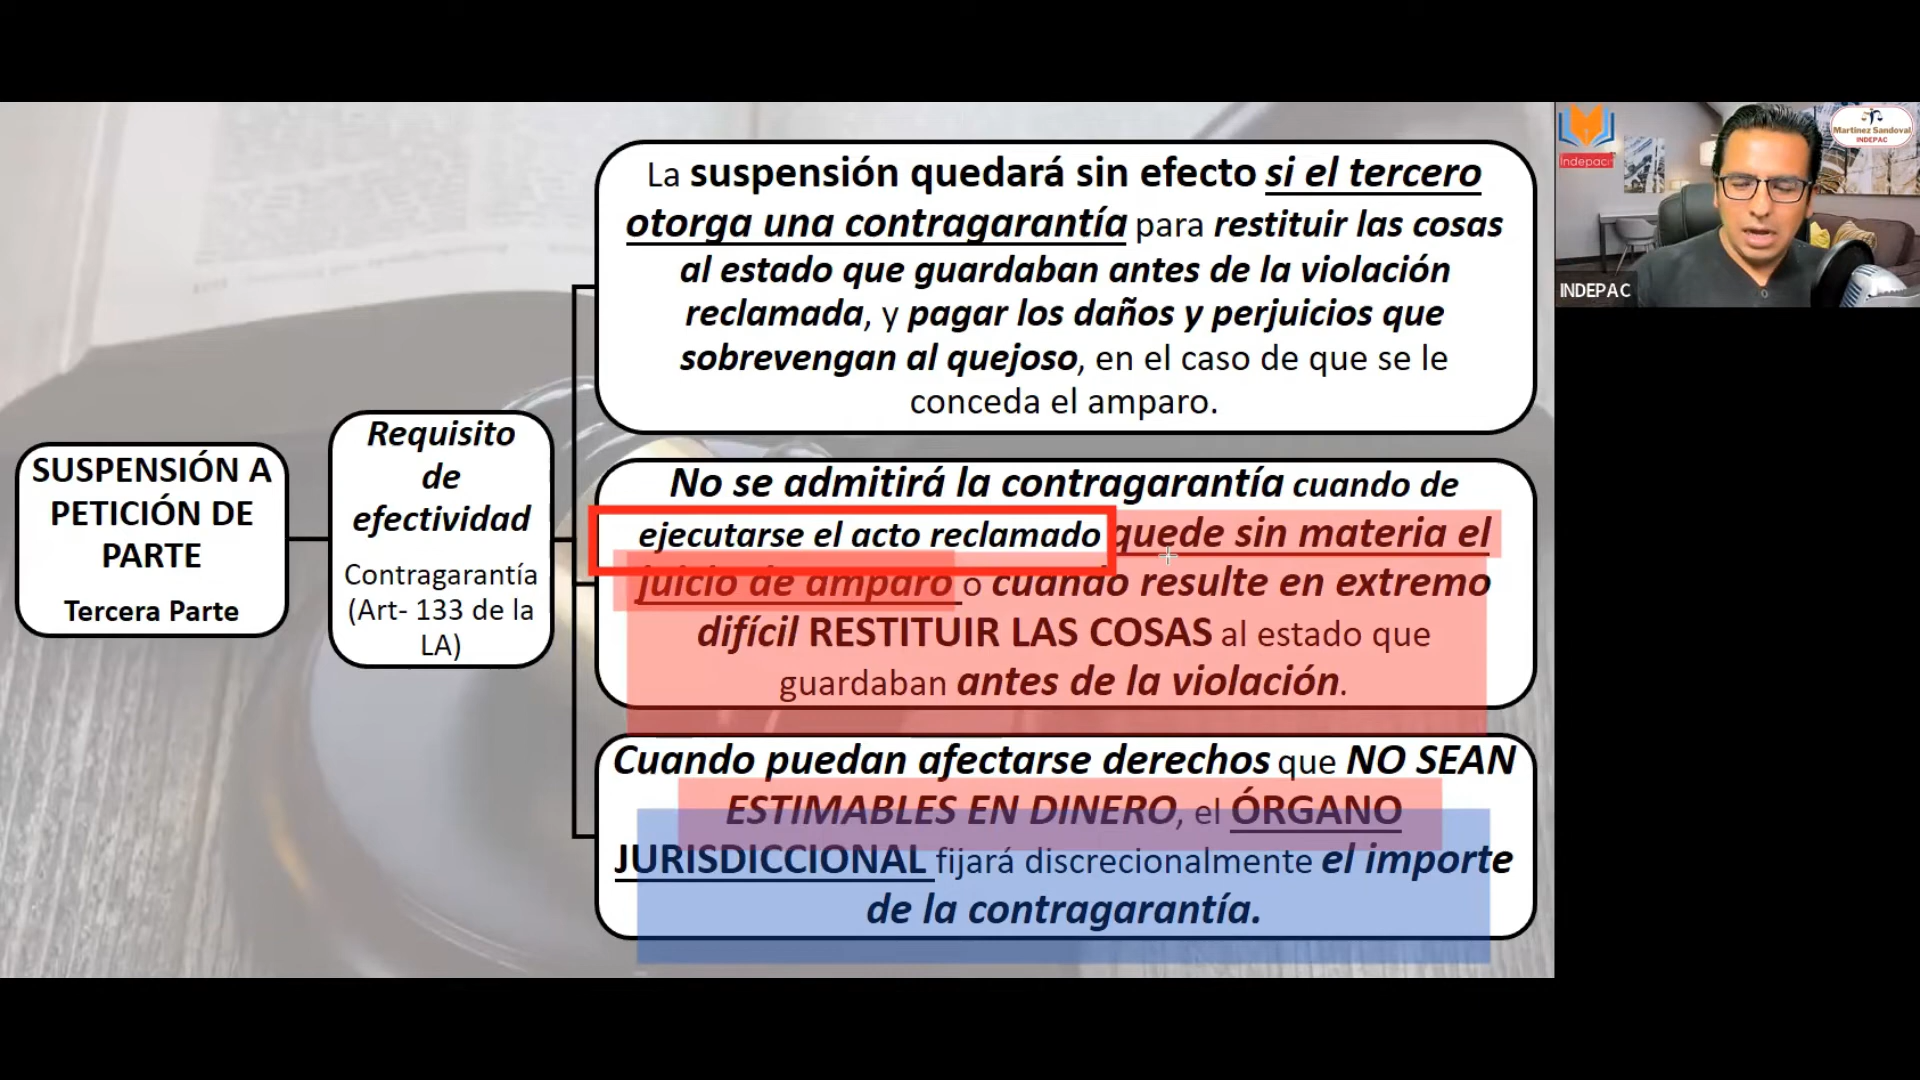 SUSPENSIÓN A
PETICIÓN DE
PARTE
Tercera Parte
Requisito
de
efectividad
Contragarantía
(Art- 133 de la
LA)
La suspensión quedará sin efecto si el tercero
otorga una contragarantía para restituir las cosas
al estado que guardaban antes de la violación
reclamada, y pagar los daños y perjuicios que
sobrevengan al quejoso, en el caso de que se le
conceda el amparo.
No se admitirá la contragarantía cuando de
ejecutarse el acto reclamado quede sin materia el
juicio de amparo o cuando resulte en extremo
difícil RESTITUIR LAS COSAS al estado que
guardaban antes de la violación.
Cuando puedan afectarse derechos que NO SEAN
ESTIMABLES EN DINERO, el ÓRGANO
JURISDICCIONAL fijará discrecionalmente el importe
de la contragarantía.
Indepac
Martínez Sandoval
INDEPAC
INDEPAC